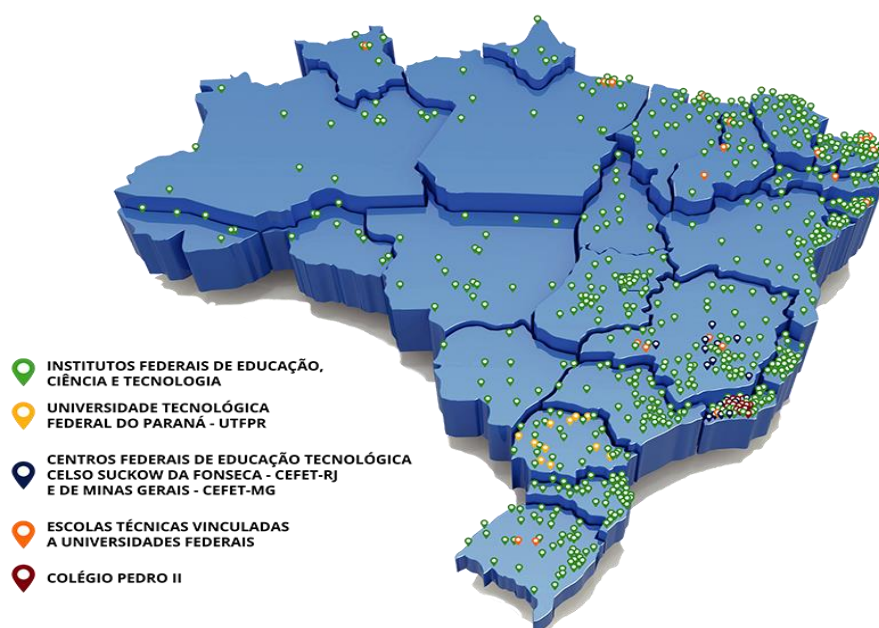 INSTITUTOS FEDERAIS DE EDUCAÇÃO,
CIÊNCIA E TECNOLOGIA
UNIVERSIDADE TECNOLÓGICA
FEDERAL DO PARANÁ - UTFPR
CENTROS FEDERAIS DE EDUCAÇÃO TECNOLÓGICA
CELSO SUCKOW DA FONSECA - CEFET-RJ
E DE MINAS GERAIS - CEFET-MG
ESCOLAS TÉCNICAS VINCULADAS
A UNIVERSIDADES FEDERAIS
COLÉGIO PEDRO II